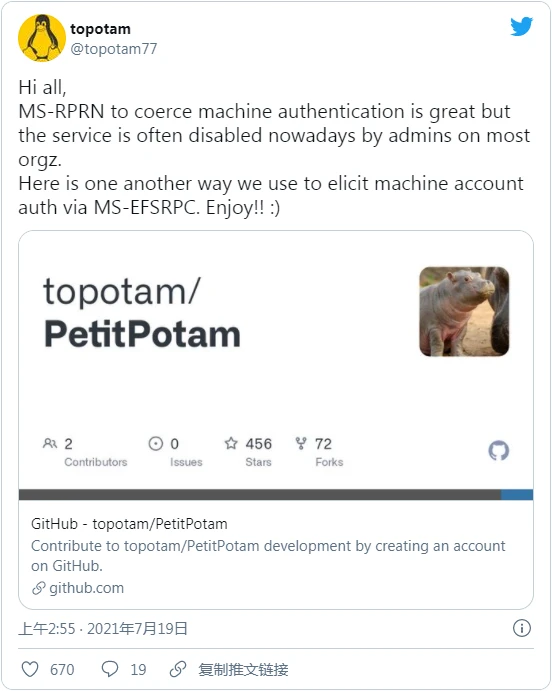 topotam
@topotam77
Hi all,
MS-RPRN to coerce machine authentication is great but
the service is often disabled nowadays by admins on most
orgz.
Here is one another way we use to elicit machine account
auth via MS-EFSRPC. Enjoy!! :)
topotam/
PetitPotam
2
Contributors
0
Issues
456
Stars
72
Forks
GitHub - topotam/PetitPotam
Contribute to topotam/PetitPotam development by creating an account
on GitHub.
github.com
上午2:55 · 2021年7月19日
670
19
复制推文链接